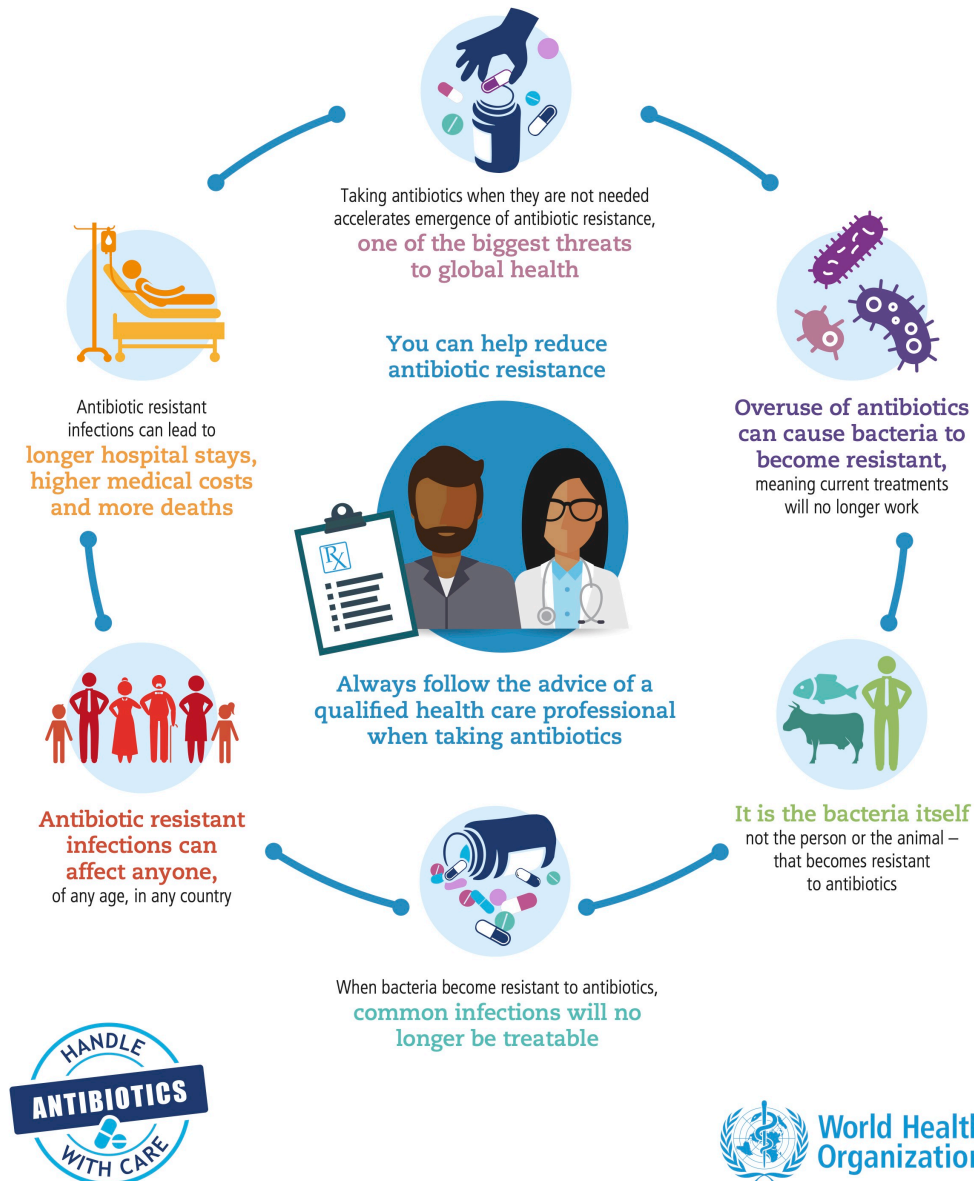 Taking antibiotics when they are not needed
accelerates emergence of antibiotic resistance,
one of the biggest threats
to global health
Overuse of antibiotics
can cause bacteria to
become resistant,
meaning current treatments
will no longer work
It is the bacteria itself
not the person or the animal –
that becomes resistant
to antibiotics
When bacteria become resistant to antibiotics,
common infections will no
longer be treatable
Antibiotic resistant
infections can
affect anyone,
of any age, in any country
Antibiotic resistant
infections can lead to
longer hospital stays,
higher medical costs
and more deaths
You can help reduce
antibiotic resistance
RX
Always follow the advice of a
qualified health care professional
when taking antibiotics
HANDLE
ANTIBIOTICS
WITH CARE
World Health
Organization